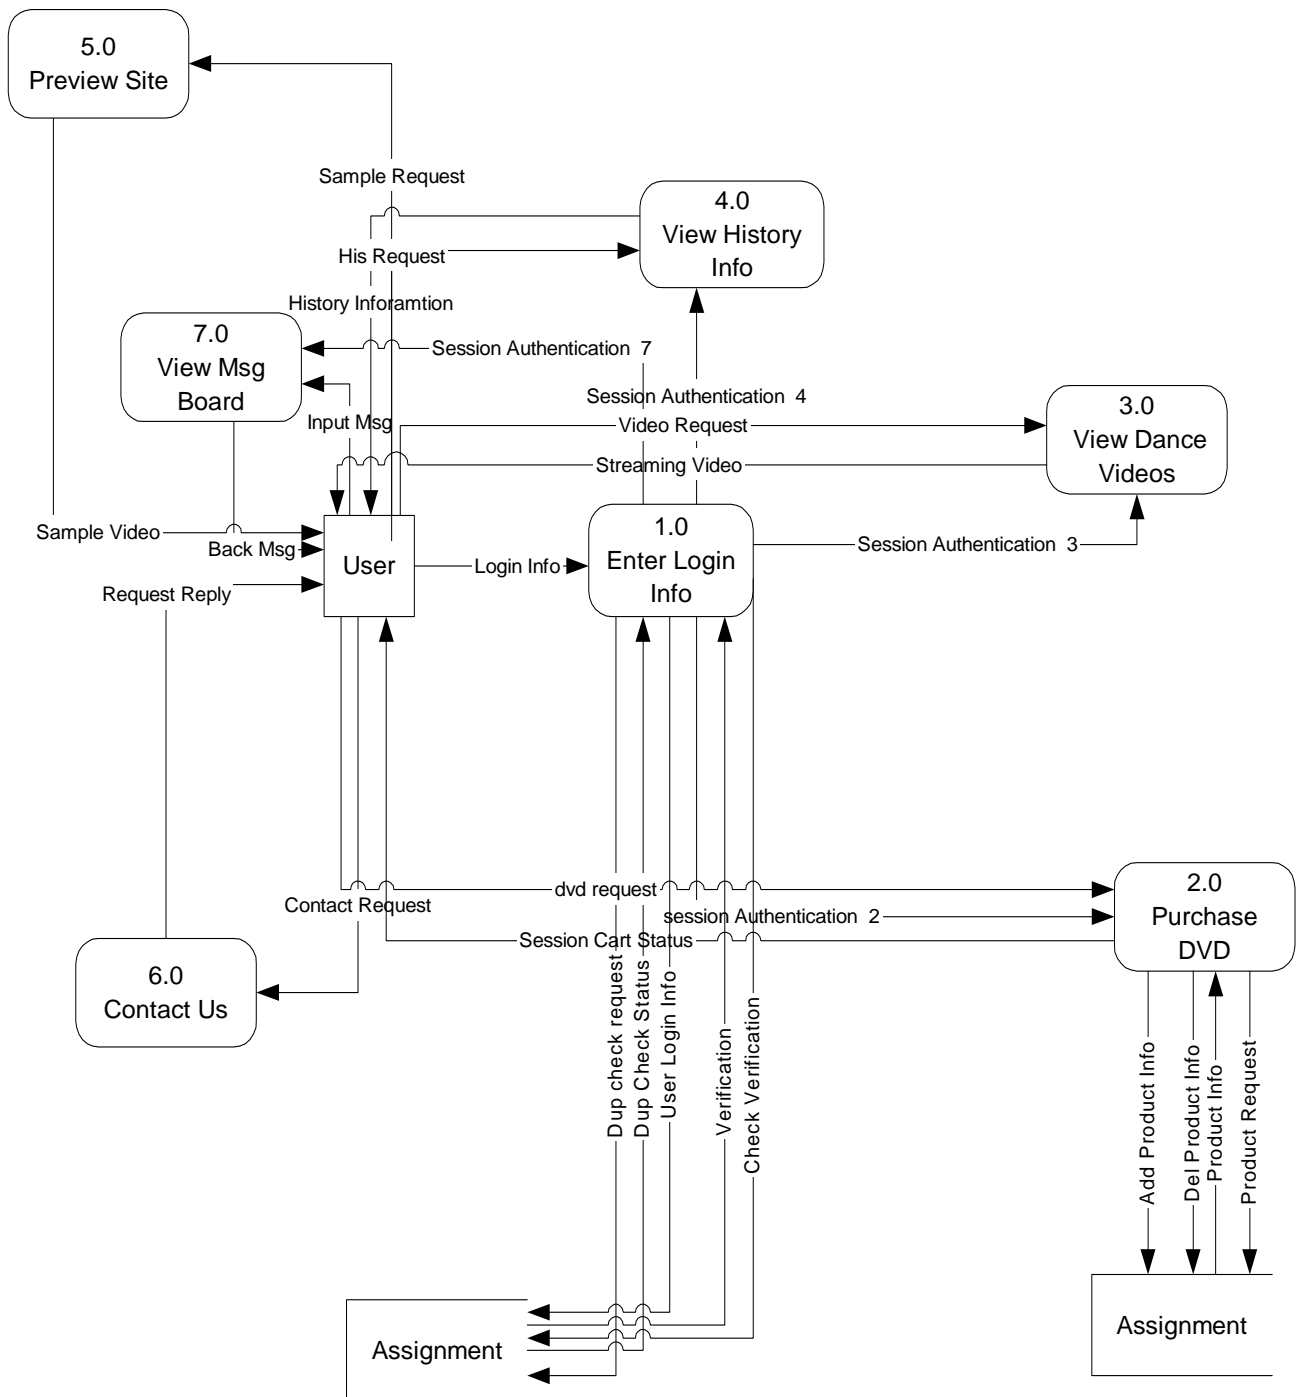 5.0
Preview Site
Sample Request
4.0
View History
Info
His Request
History Inforamtion
7.0
View Msg
Board
Session Authentication 7
Session Authentication 4
Input Msg
Video Request
3.0
View Dance
Videos
Streaming Video
Sample Video
Back Msg
User
Login Info
1.0
Enter Login
Info
Session Authentication 3
Request Reply
dvd request
Contact Request
session Authentication 2
Session Cart Status
2.0
Purchase
DVD
6.0
Contact Us
Dup check request
Dup Check Status
User Login Info
Verification
Check Verification
Add Product Info
Del Product Info
Product Info
Product Request
Assignment
Assignment